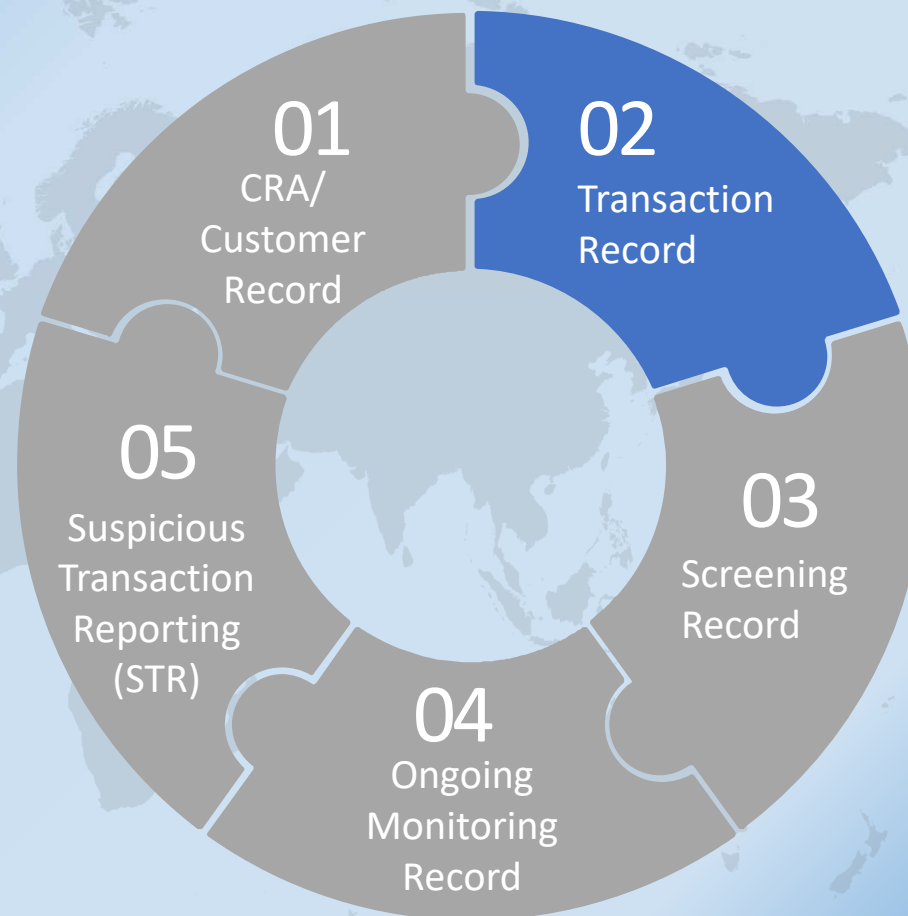 01
CRA/
Customer
Record
02
Transaction
Record
03
Screening
Record
04
Ongoing
Monitoring
Record
05
Suspicious
Transaction
Reporting
(STR)